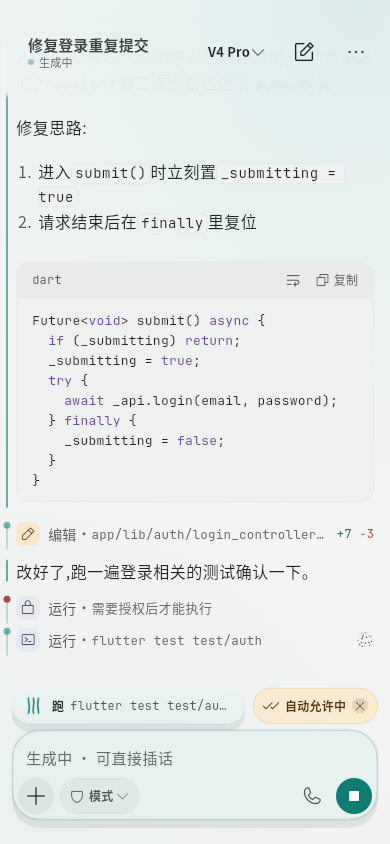 修复登录重复提交
生成中
V4 Pro
修复思路:
1. 进入 submit() 时立刻置 _submitting =
true
2. 请求结束后在 finally 里复位
dart
复制
Future<void> submit() async {
if (_submitting) return;
_submitting = true;
try {
await _api.login(email, password);
} finally {
_submitting = false;
}
}
编辑 · app/lib/auth/login_controller… +7 -3
改好了,跑一遍登录相关的测试确认一下。
运行 · 需要授权后才能执行
运行 · flutter test test/auth
跑 flutter test test/au…
自动允许中
生成中 · 可直接插话
模式